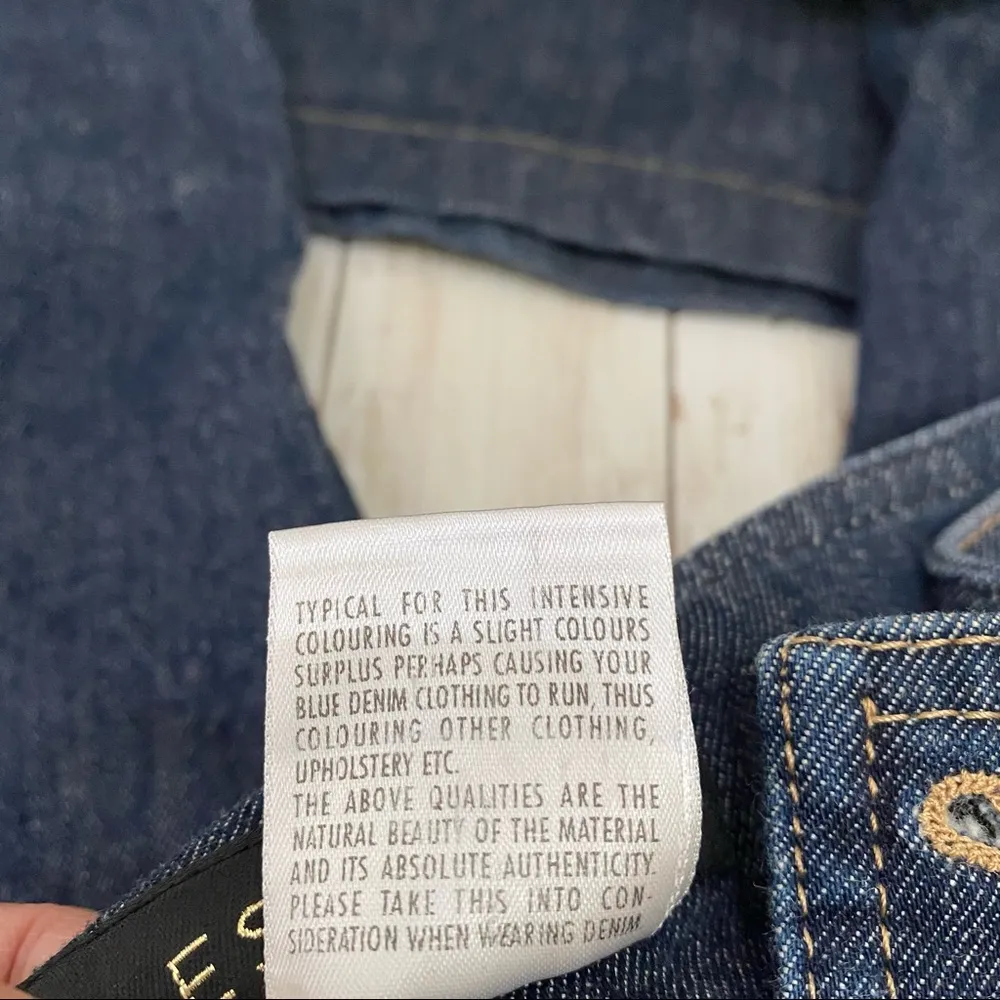 TYPICAL FOR THIS INTENSIVE
COLOURING IS A SLIGHT COLOURS
SURPLUS PERHAPS CAUSING YOUR
BLUE DENIM CLOTHING TO RUN, THUS
COLOURING OTHER CLOTHING,
UPHOLSTERY ETC.
THE ABOVE QUALITIES ARE THE
NATURAL BEAUTY OF THE MATERIAL
AND ITS ABSOLUTE AUTHENTICITY.
PLEASE TAKE THIS INTO CON-
SIDERATION WHEN WEARING DENIM